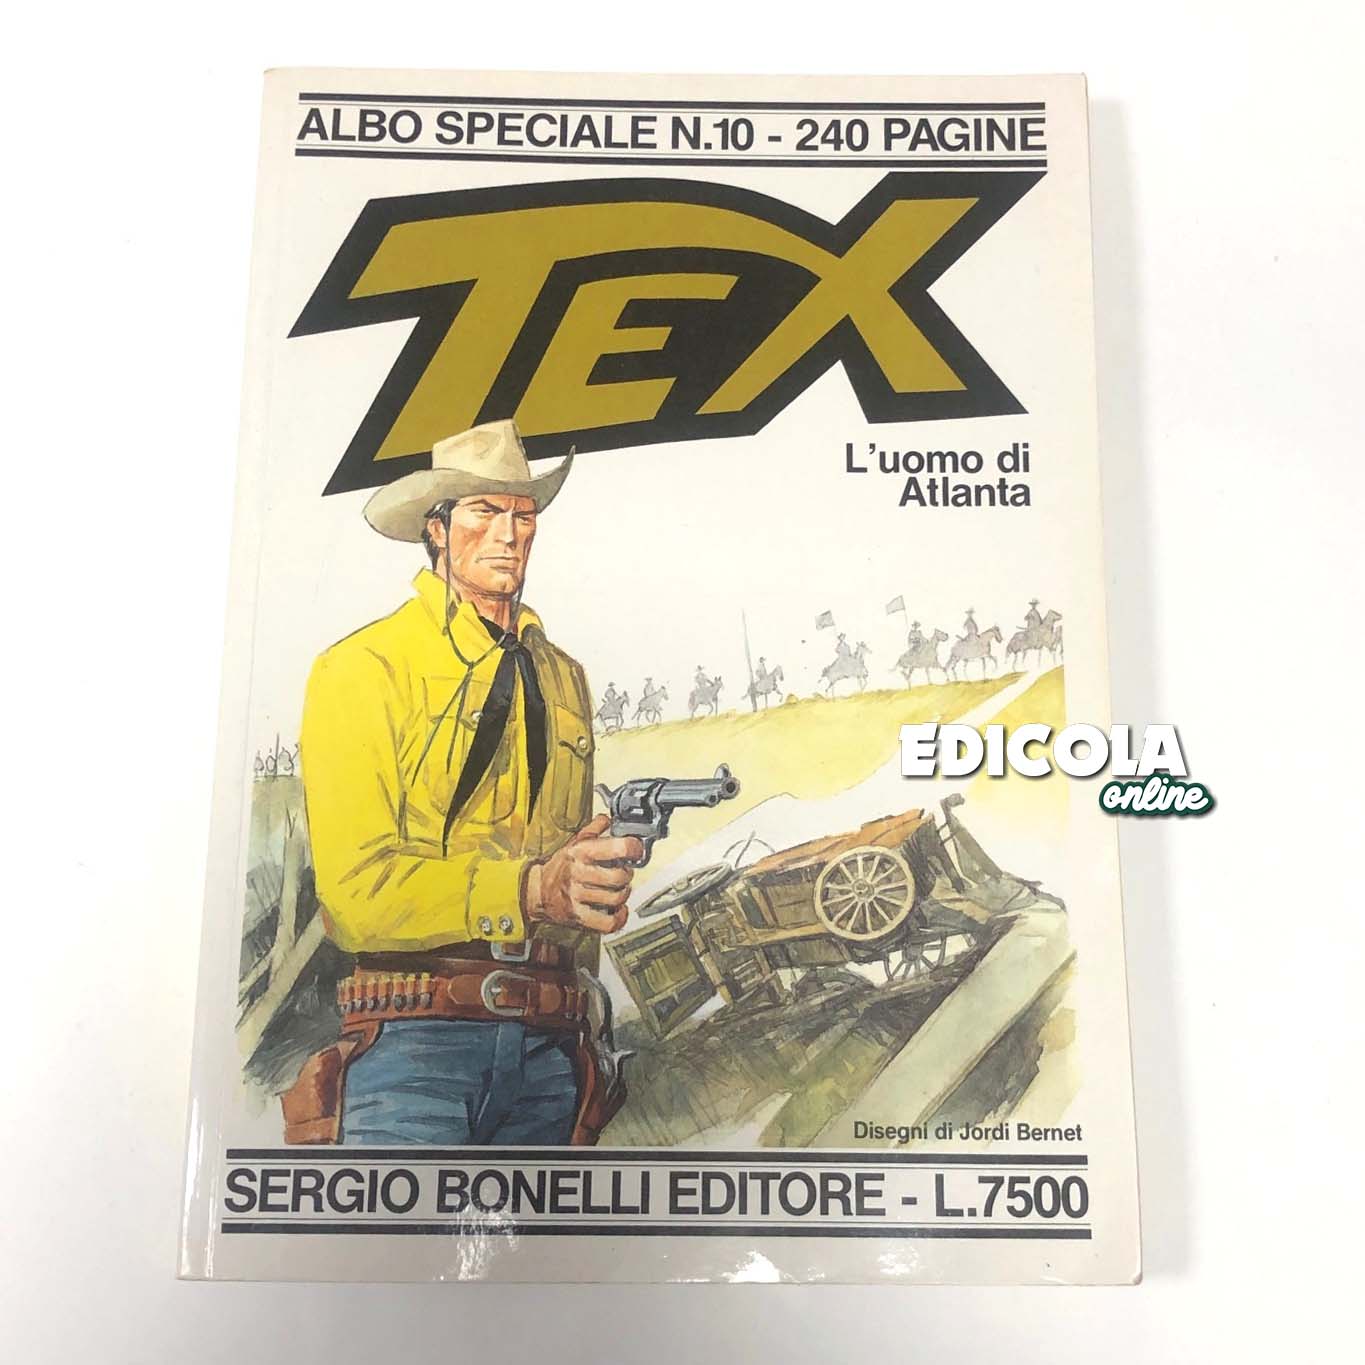 ALBO SPECIALE N.10 - 240 PAGINE
TEX
L'uomo di
Atlanta
EDICOLA
online
Disegni di Jordi Bernet
SERGIO BONELLI EDITORE - L.7500